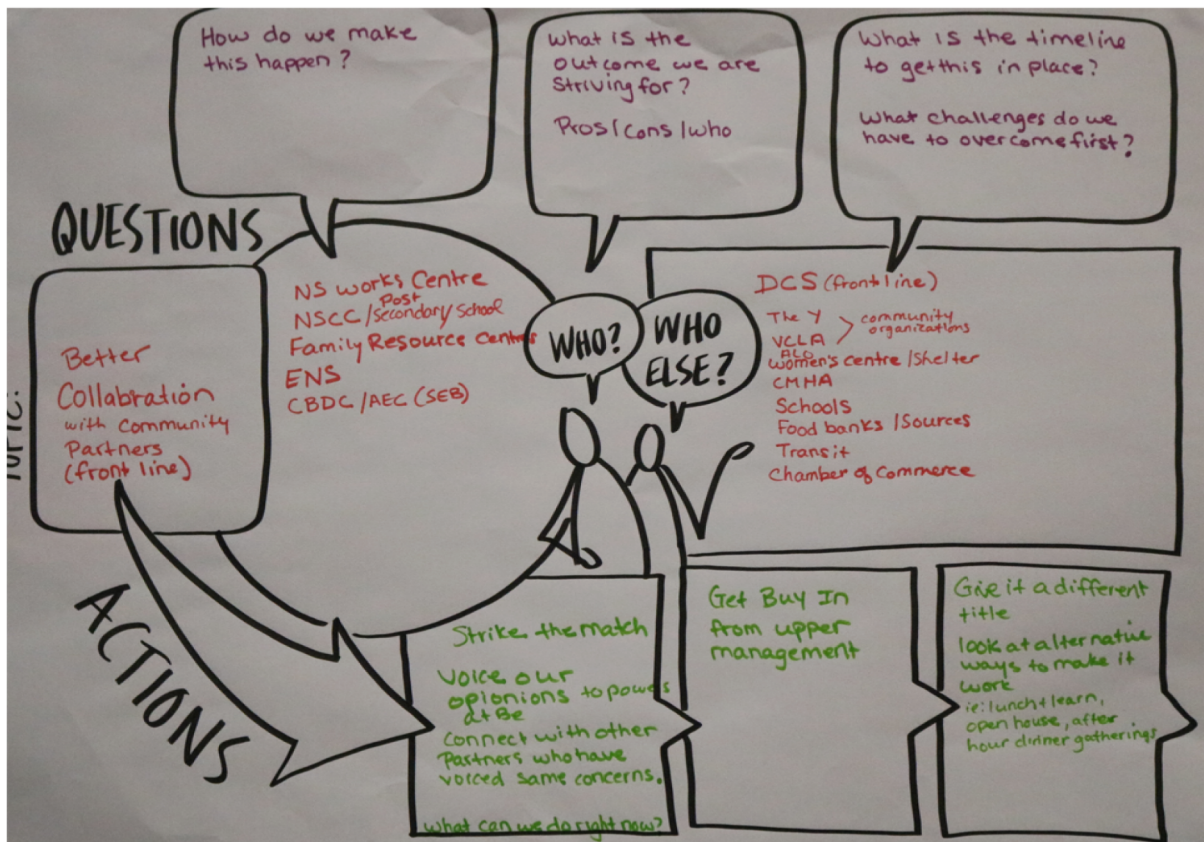 How do we make
this happen?
What is the
outcome we are
striving for?
Pros/cons/who
What is the timeline
to get this in place?
What challenges do we
have to overcome first?
QUESTIONS
Better
Collabration
with community
Partners
(front line)
NS works Centre
NSCC/Post Secondary School
Family Resource Centres
ENS
CBDC/AEC (SEB)
WHO?
WHO
ELSE?
DCS (front line)
The Y
VCLA
community
organizations
women's centre/Shelter
CMHA
Schools
Food banks/Sources
Transit
Chamber of Commerce
ACTIONS
Strike the match
Voice our
opionions to powers
at Be
connect with other
Partners who have
voiced same concerns.
what can we do right now?
Get Buy In
from upper
management
Give it a different
title
look at alternative
ways to make it
work
ie: lunch + learn,
open house, after
hour dinner gatherings